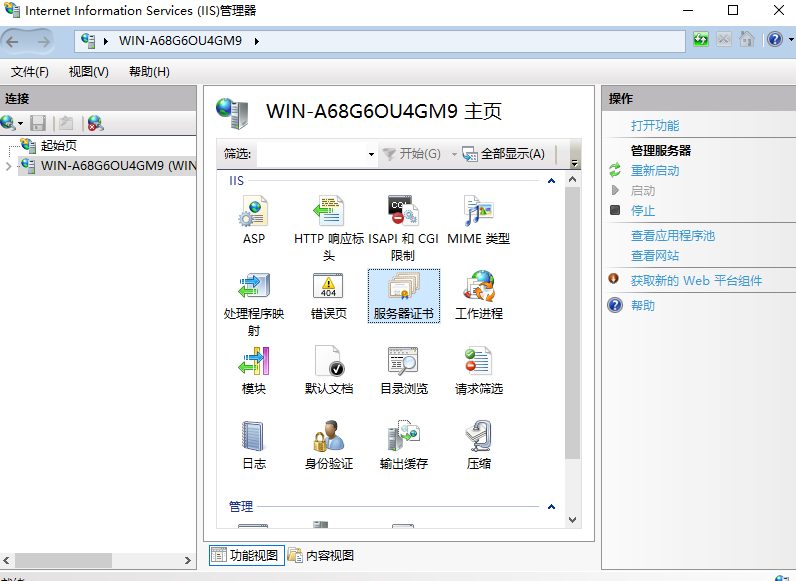 Internet Information Services (IIS)管理器
WIN-A68G6OU4GM9
文件(F) 视图(V) 帮助(H)
连接
起始页
WIN-A68G6OU4GM9 (WIN
WIN-A68G6OU4GM9 主页
筛选: 开始(G) 全部显示(A)
IIS
ASP
HTTP 响应标头
ISAPI 和 CGI 限制
CGI
MIME 类型
处理程序映射
404
错误页
服务器证书
工作进程
模块
默认文档
目录浏览
请求筛选
日志
身份验证
输出缓存
压缩
管理
功能视图 内容视图
操作
打开功能
管理服务器
重新启动
启动
停止
查看应用程序池
查看网站
获取新的 Web 平台组件
帮助